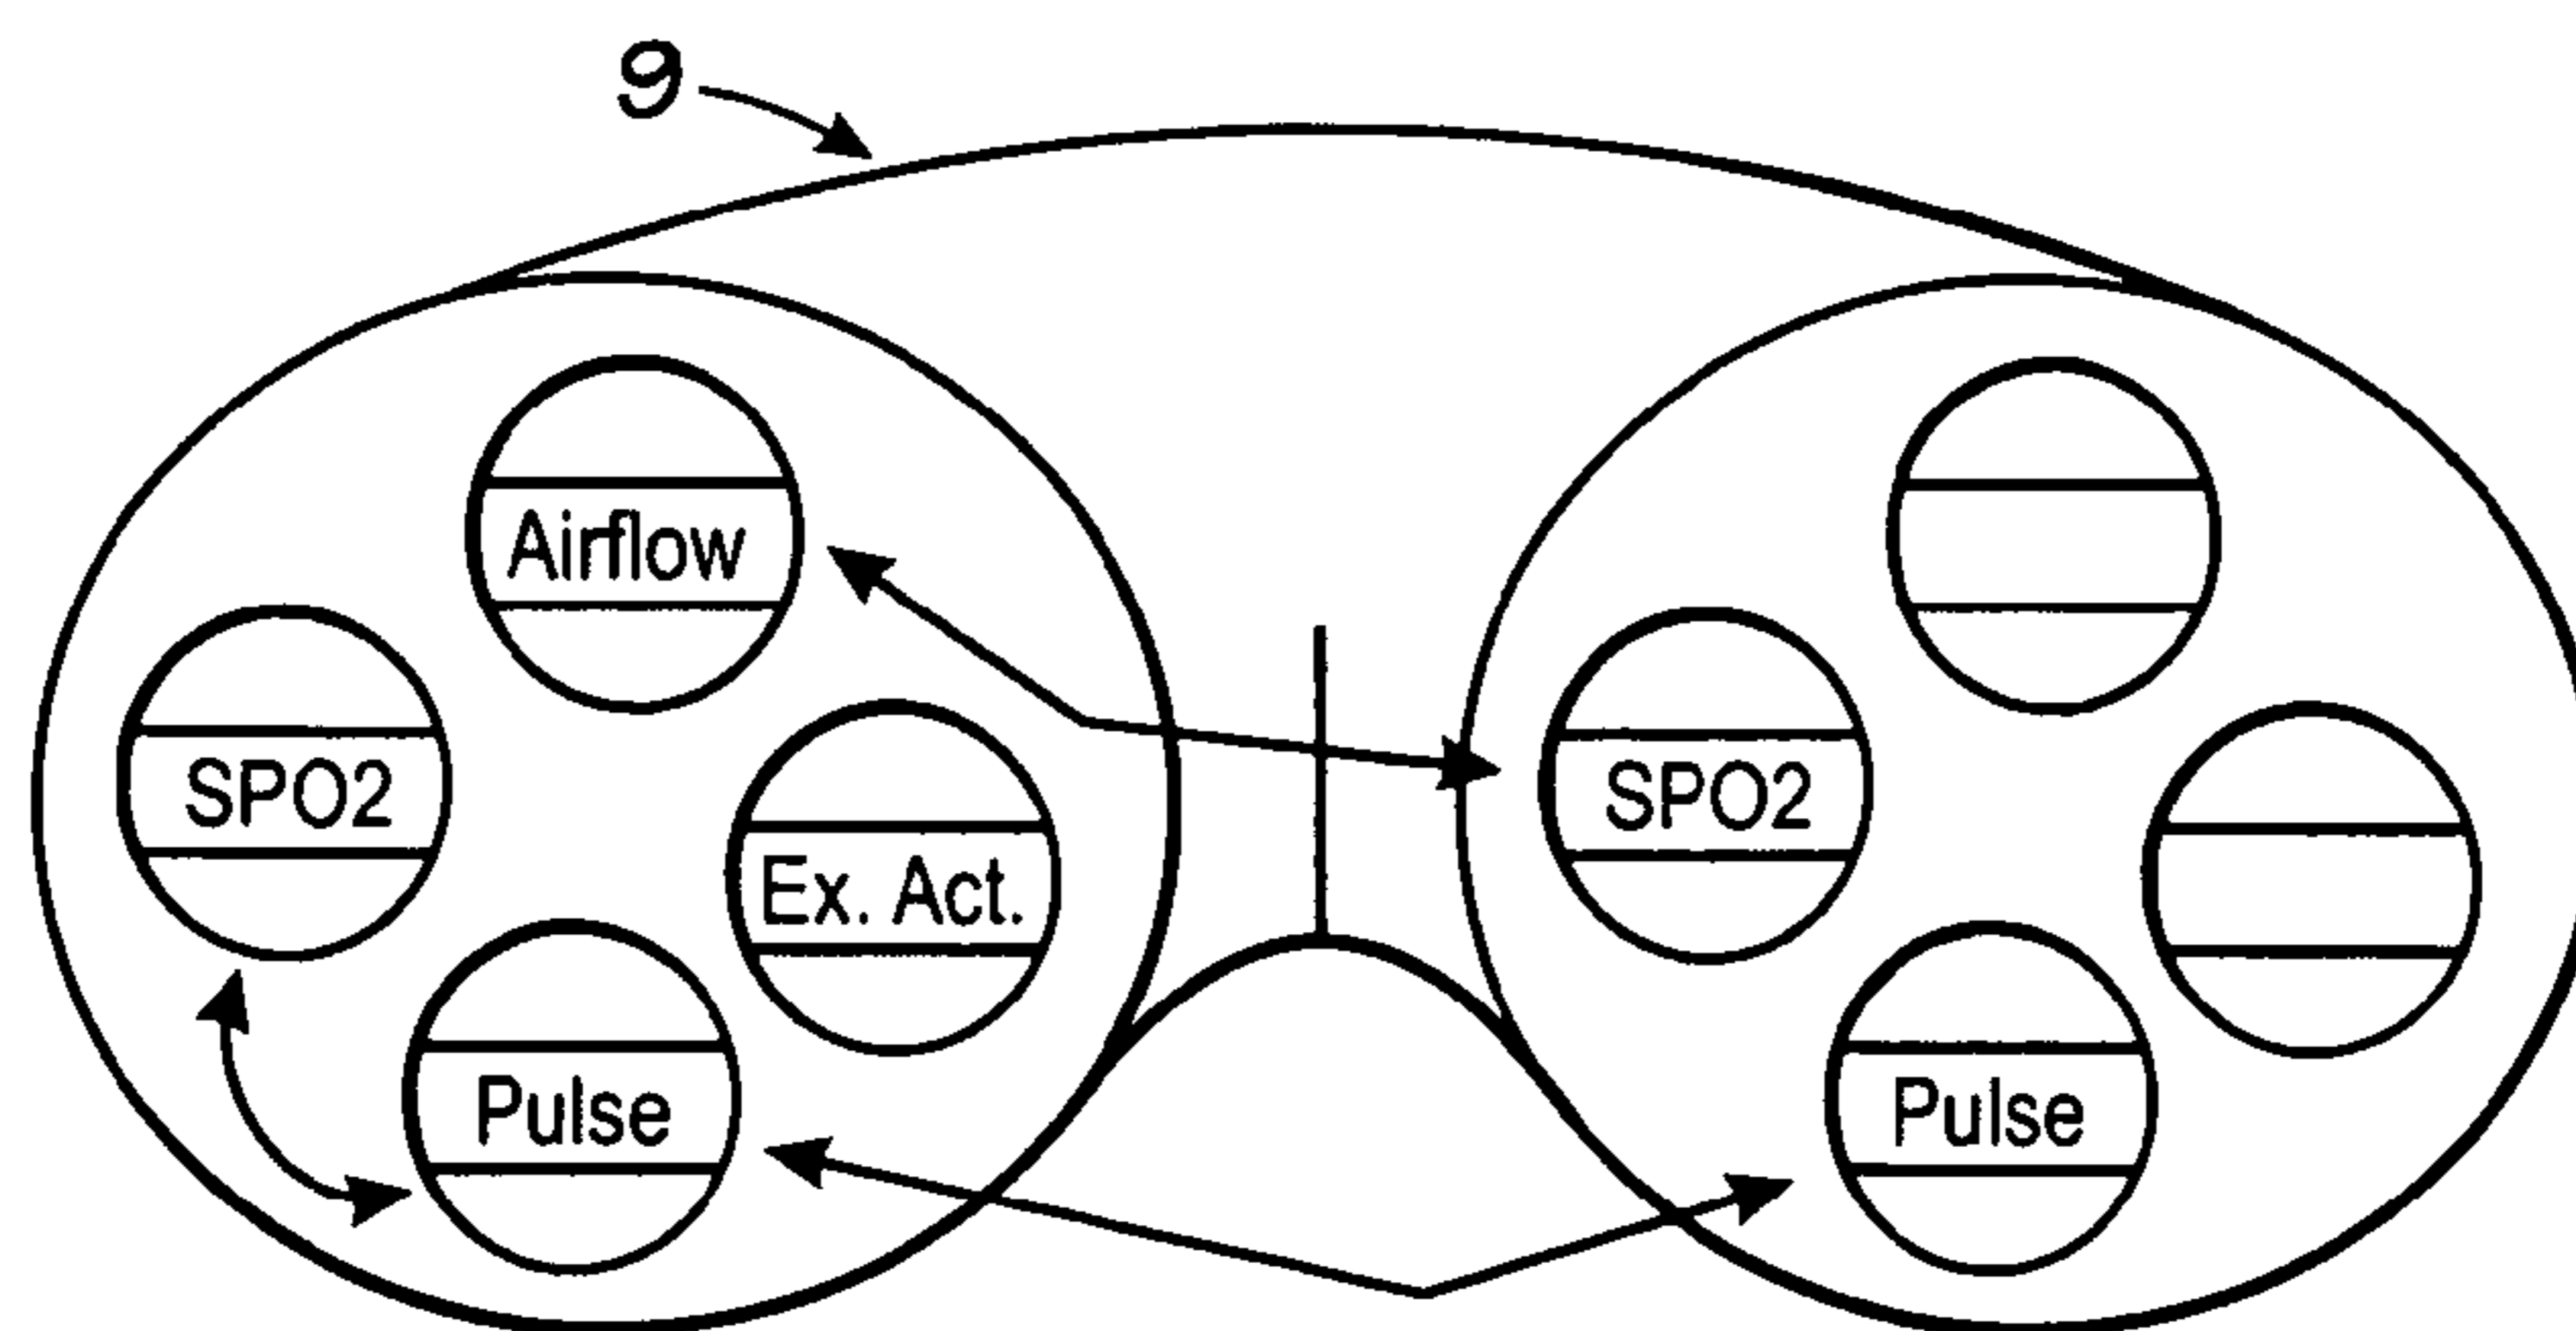 9
Airflow
SPO2
SPO2
Ex. Act.
Pulse
Pulse